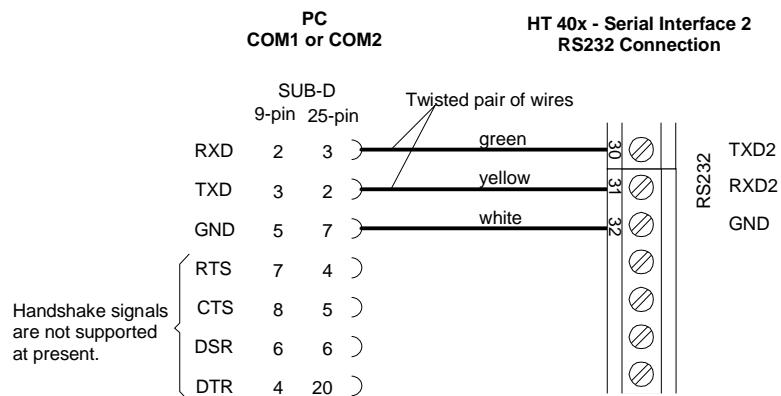 PC
COM1 or COM2
HT 40x - Serial Interface 2
RS232 Connection
SUB-D
9-pin 25-pin
Twisted pair of wires
RXD 2 3 green 30 TXD2
TXD 3 2 yellow 31 RXD2
GND 5 7 white 32 GND
RS232
RTS 7 4
CTS 8 5
DSR 6 6
DTR 4 20
Handshake signals
are not supported
at present.